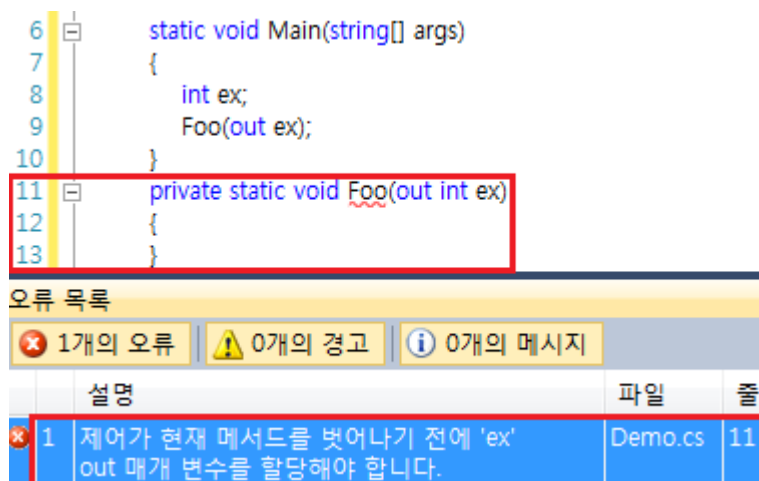 6 static void Main(string[] args)
7 {
8 int ex;
9 Foo(out ex);
10 }
11 private static void Foo(out int ex)
12 {
13 }
오류 목록
1개의 오류 0개의 경고 0개의 메시지
설명 파일 줄
1 제어가 현재 메서드를 벗어나기 전에 'ex' Demo.cs 11
out 매개 변수를 할당해야 합니다.